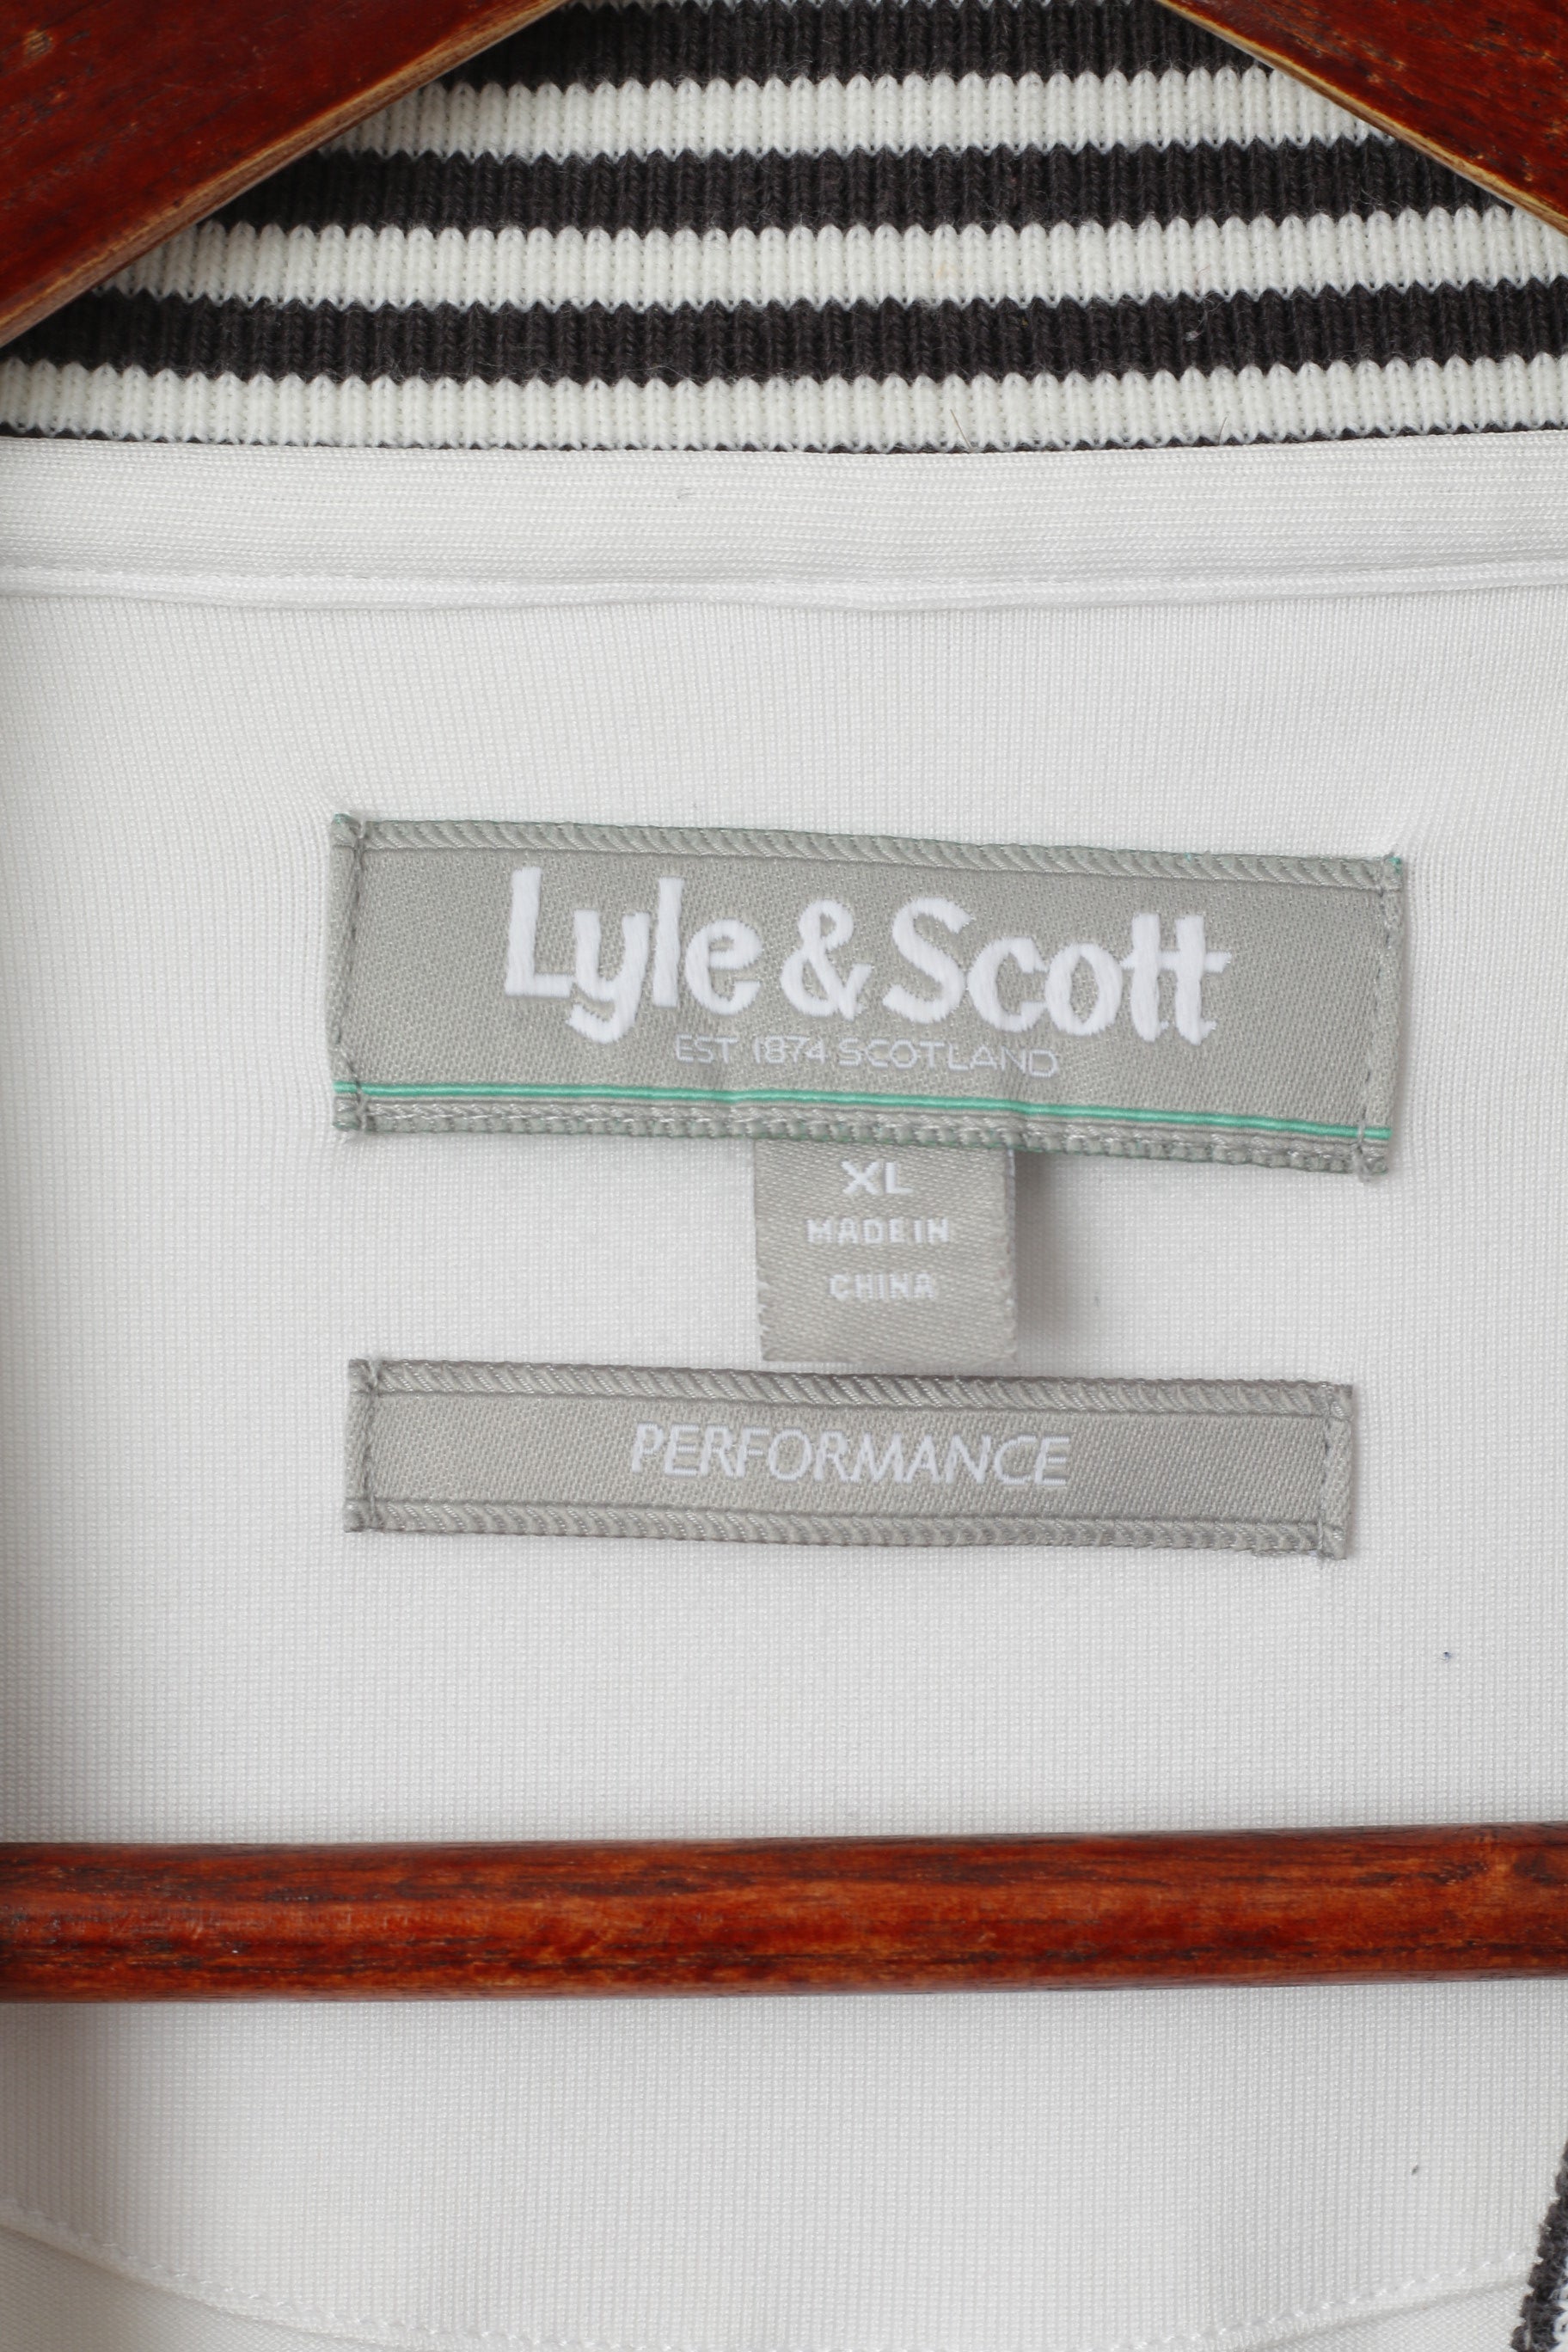 Lyle & Scott
EST 1874 SCOTLAND
XL
MADE IN
CHINA
PERFORMANCE